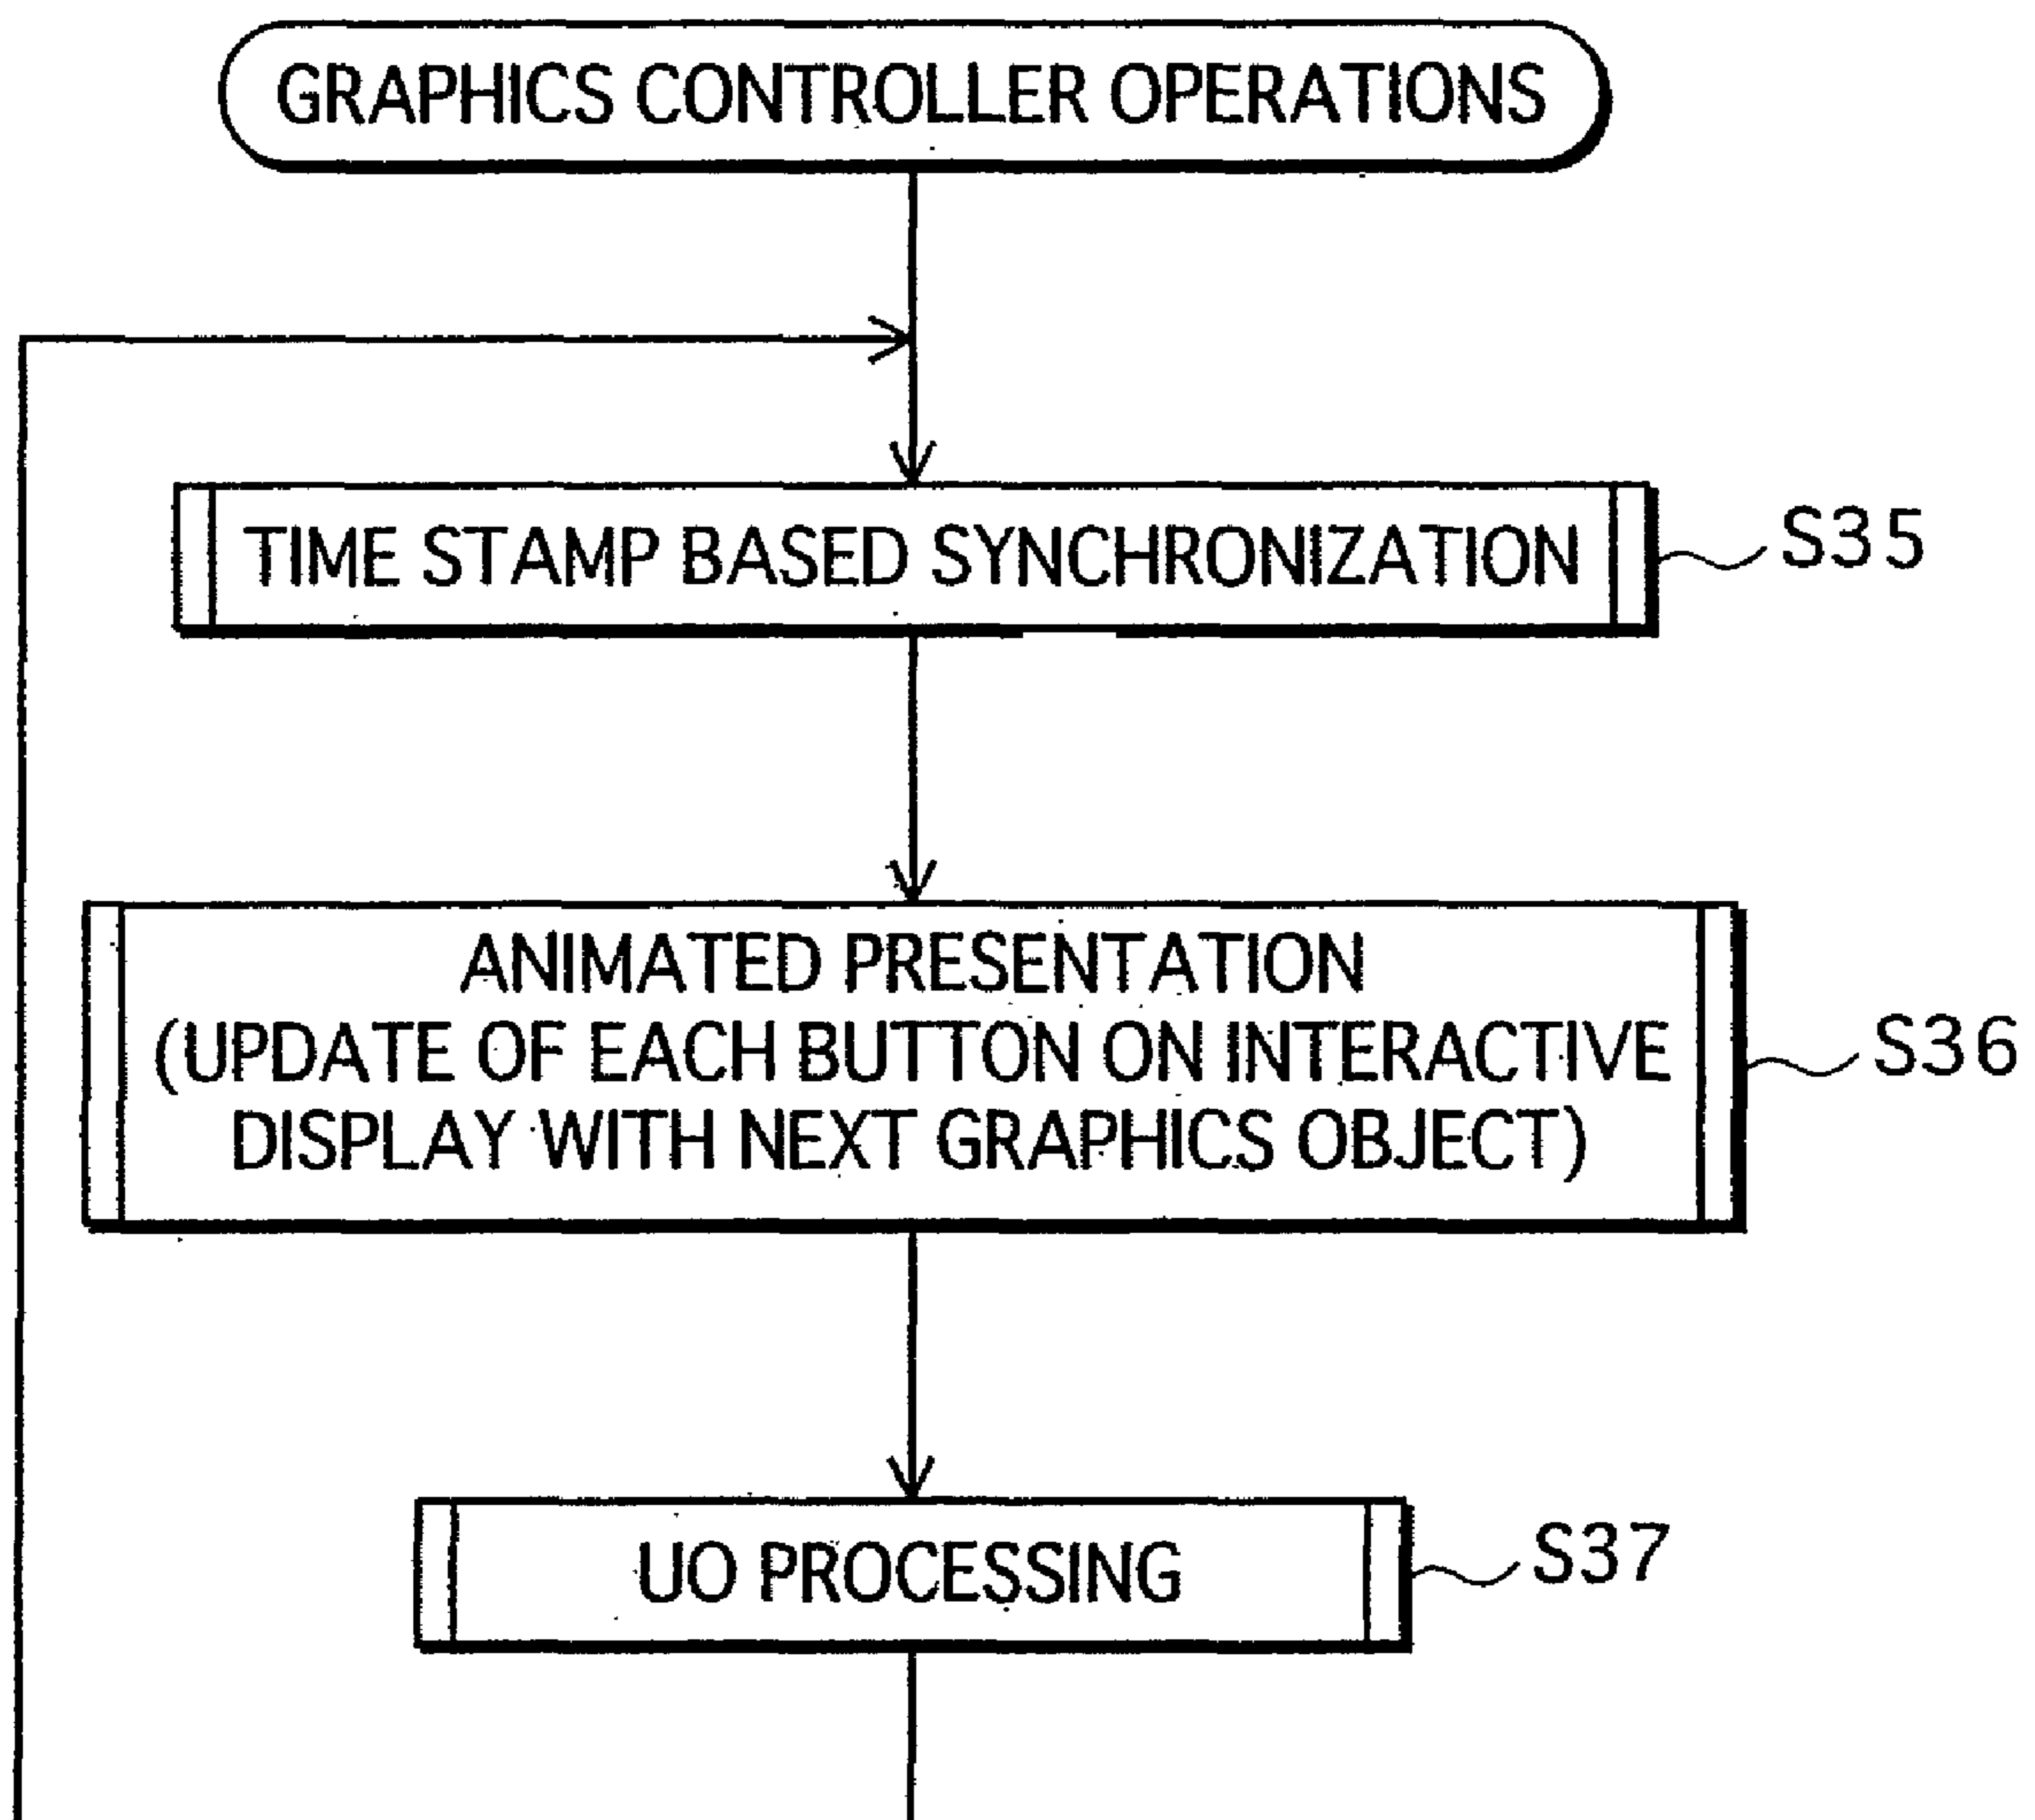 GRAPHICS CONTROLLER OPERATIONS
TIME STAMP BASED SYNCHRONIZATION
S35
ANIMATED PRESENTATION
(UPDATE OF EACH BUTTON ON INTERACTIVE
DISPLAY WITH NEXT GRAPHICS OBJECT)
S36
UO PROCESSING
S37